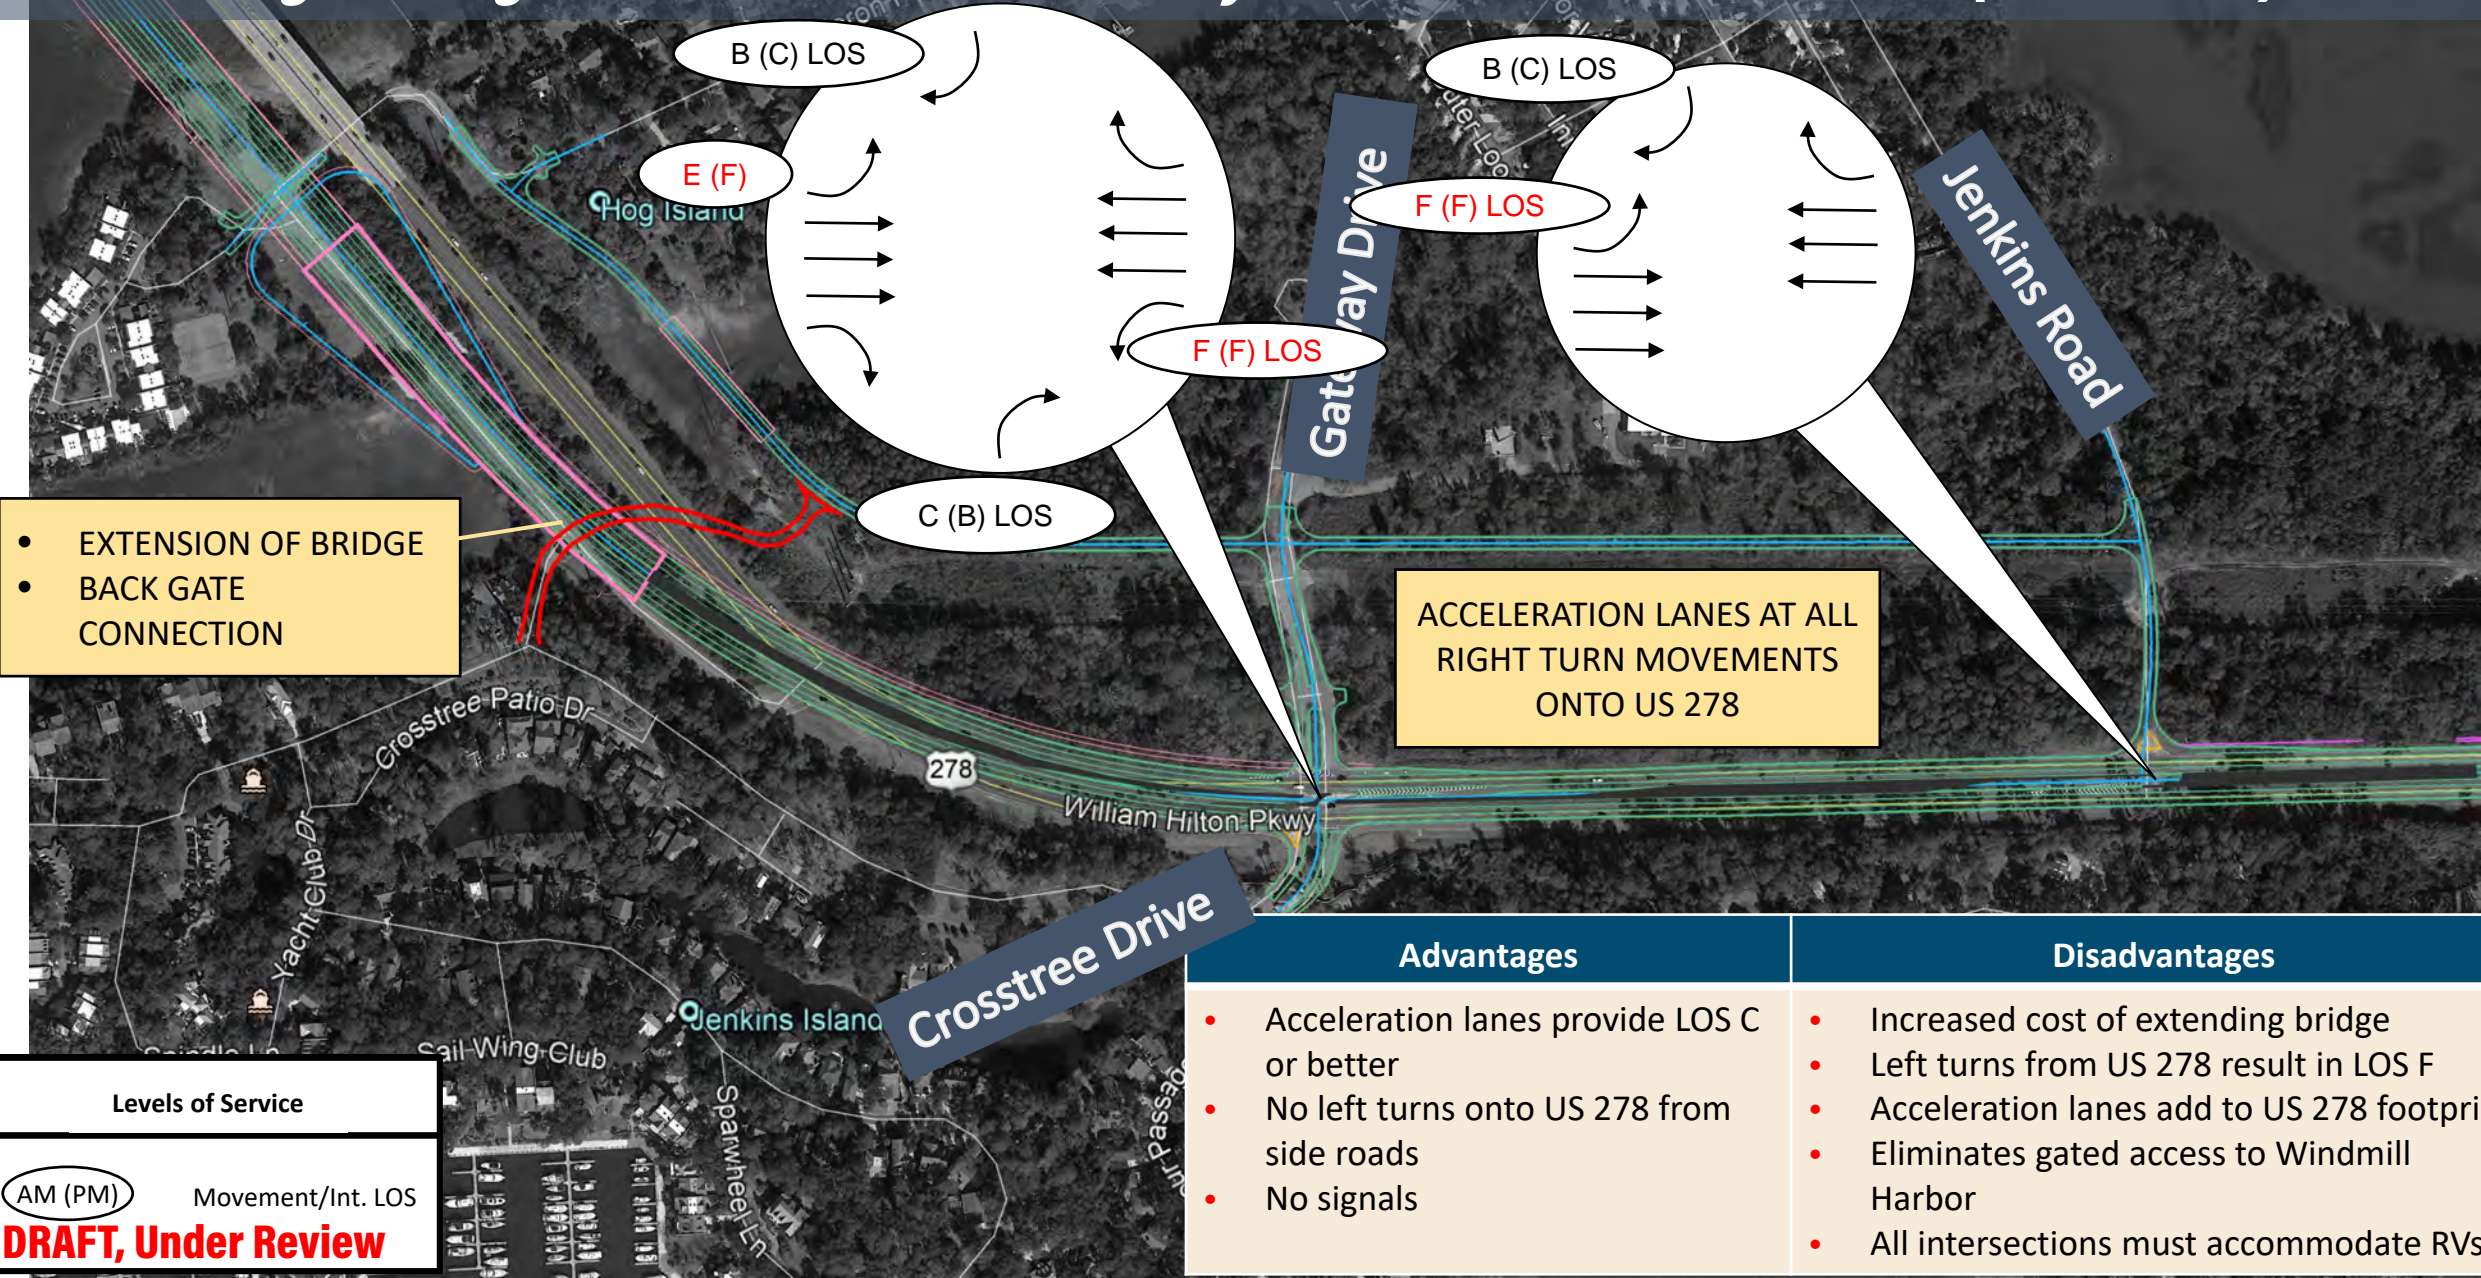 B (C) LOS
B (C) LOS
E (F)
F (F) LOS
Hog Island
Gateway Drive
Jenkins Road
F (F) LOS
C (B) LOS
• EXTENSION OF BRIDGE
• BACK GATE
CONNECTION
ACCELERATION LANES AT ALL
RIGHT TURN MOVEMENTS
ONTO US 278
Crosstree Patio Dr
278
William Hilton Pkwy
Yacht Club Dr
Crosstree Drive
Jenkins Island
Sail Wing Club
Sparwheel Ln
Advantages
• Acceleration lanes provide LOS C
or better
• No left turns onto US 278 from
side roads
• No signals
Disadvantages
• Increased cost of extending bridge
• Left turns from US 278 result in LOS F
• Acceleration lanes add to US 278 footpri
• Eliminates gated access to Windmill
Harbor
• All intersections must accommodate RVs
Levels of Service
AM (PM) Movement/Int. LOS
DRAFT, Under Review